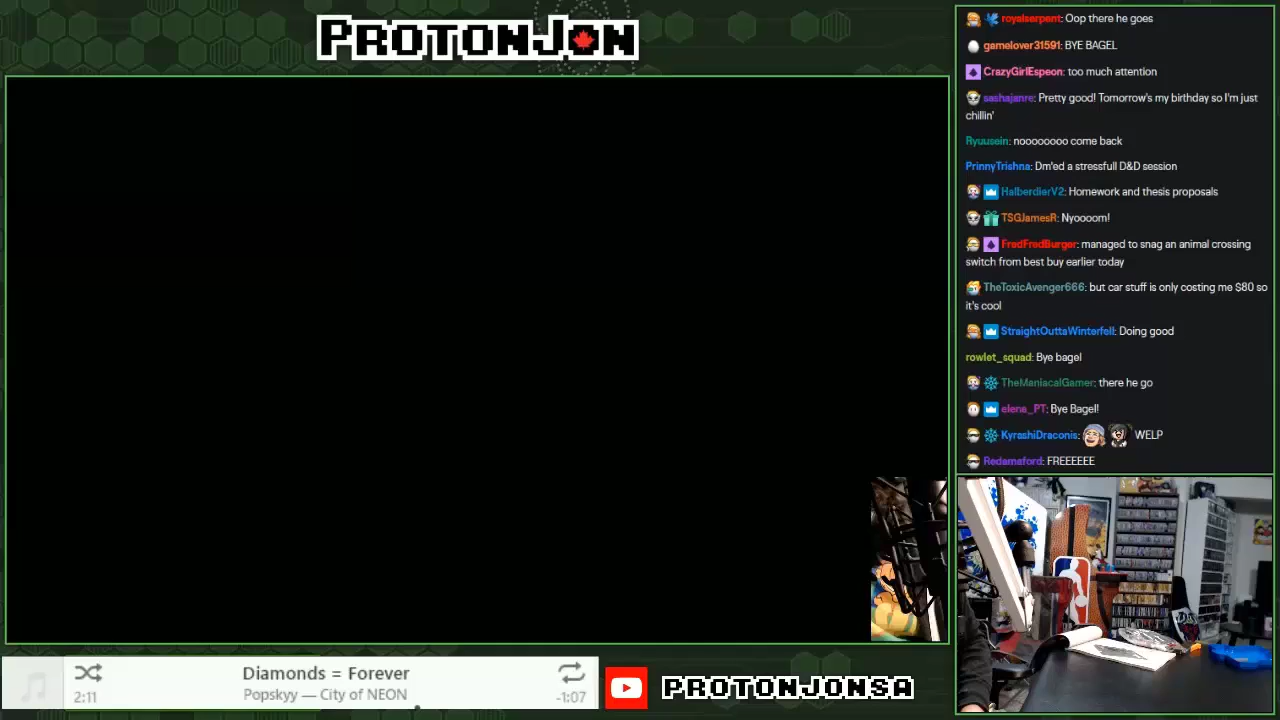 PROTONJON
royalserpent: Oop there he goes
gamelover31591: BYE BAGEL
CrazyGirlEspeon: too much attention
sashajanre: Pretty good! Tomorrow's my birthday so I'm just
chillin'
Ryuusein: nooooooo come back
PrinnyTrishna: Dm'ed a stressfull D&D session
HalberdierV2: Homework and thesis proposals
TSGJamesR: Nyoooom!
FredFredBurger: managed to snag an animal crossing
switch from best buy earlier today
TheToxicAvenger666: but car stuff is only costing me $80 so
it's cool
StraightOuttaWinterfell: Doing good
rowlet_squad: Bye bagel
TheManiacalGamer: there he go
elena_PT: Bye Bagel!
KyrashiDraconis: WELP
Redamaford: FREEEEEE
Diamonds = Forever
2:11
Popskyy — City of NEON
-1:07
PROTONJONSA